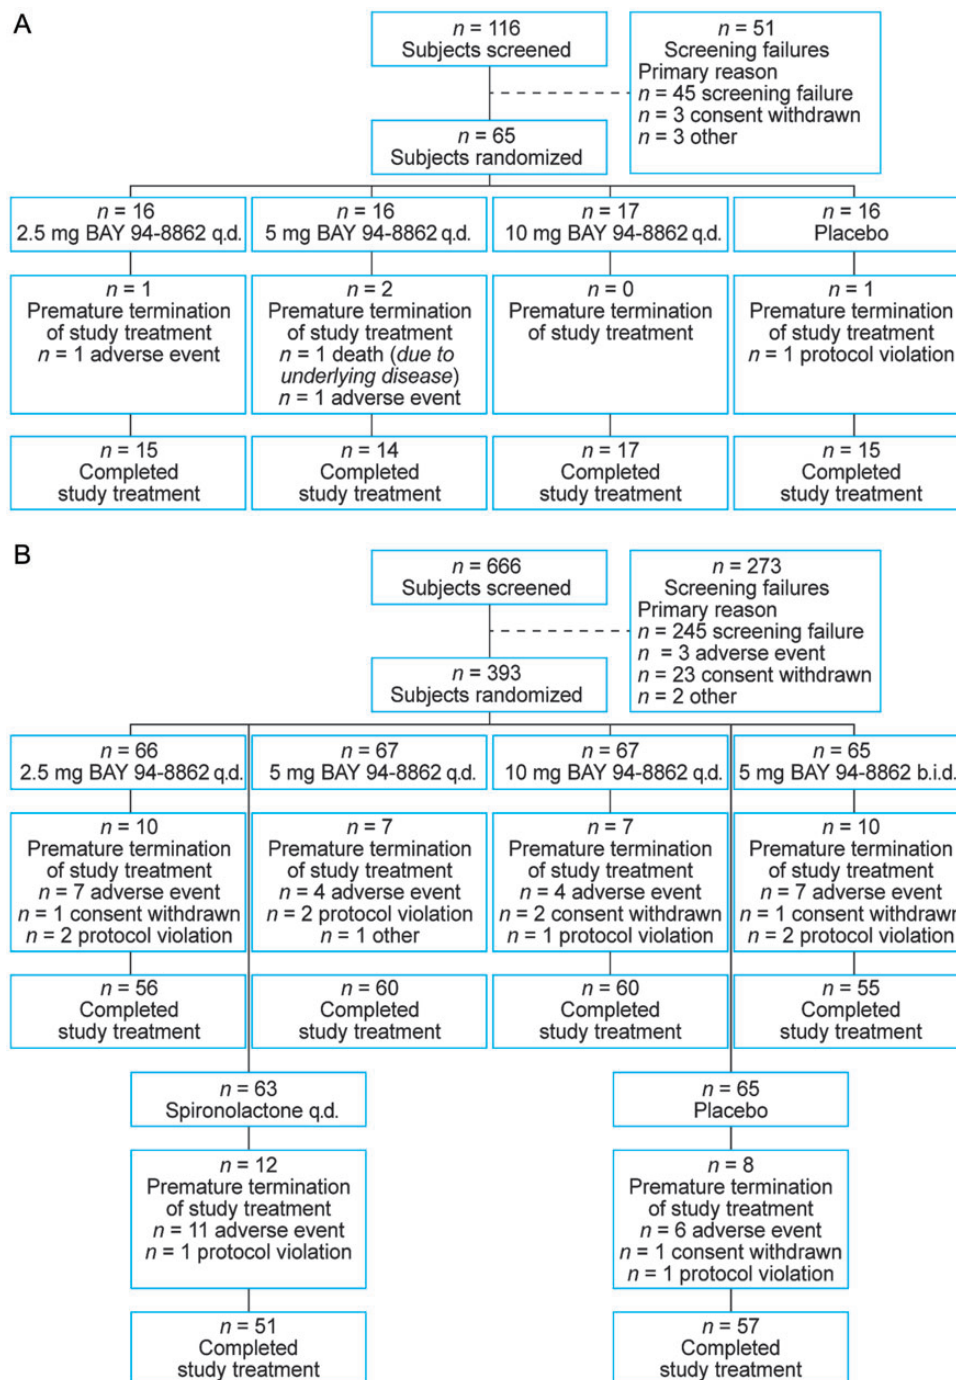 A
n = 116
Subjects screened
n = 51
Screening failures
Primary reason
n = 45 screening failure
n = 3 consent withdrawn
n = 3 other
n = 65
Subjects randomized
n = 16
2.5 mg BAY 94-8862 q.d.
n = 16
5 mg BAY 94-8862 q.d.
n = 17
10 mg BAY 94-8862 q.d.
n = 16
Placebo
n = 1
Premature termination
of study treatment
n = 1 adverse event
n = 2
Premature termination
of study treatment
n = 1 death (due to
underlying disease)
n = 1 adverse event
n = 0
Premature termination
of study treatment
n = 1
Premature termination
of study treatment
n = 1 protocol violation
n = 15
Completed
study treatment
n = 14
Completed
study treatment
n = 17
Completed
study treatment
n = 15
Completed
study treatment
B
n = 666
Subjects screened
n = 273
Screening failures
Primary reason
n = 245 screening failure
n = 3 adverse event
n = 23 consent withdrawn
n = 2 other
n = 393
Subjects randomized
n = 66
2.5 mg BAY 94-8862 q.d.
n = 67
5 mg BAY 94-8862 q.d.
n = 67
10 mg BAY 94-8862 q.d.
n = 65
5 mg BAY 94-8862 b.i.d.
n = 10
Premature termination
of study treatment
n = 7 adverse event
n = 1 consent withdrawn
n = 2 protocol violation
n = 7
Premature termination
of study treatment
n = 4 adverse event
n = 2 protocol violation
n = 1 other
n = 7
Premature termination
of study treatment
n = 4 adverse event
n = 2 consent withdrawn
n = 1 protocol violation
n = 10
Premature termination
of study treatment
n = 7 adverse event
n = 1 consent withdrawn
n = 2 protocol violation
n = 56
Completed
study treatment
n = 60
Completed
study treatment
n = 60
Completed
study treatment
n = 55
Completed
study treatment
n = 63
Spironolactone q.d.
n = 65
Placebo
n = 12
Premature termination
of study treatment
n = 11 adverse event
n = 1 protocol violation
n = 8
Premature termination
of study treatment
n = 6 adverse event
n = 1 consent withdrawn
n = 1 protocol violation
n = 51
Completed
study treatment
n = 57
Completed
study treatment